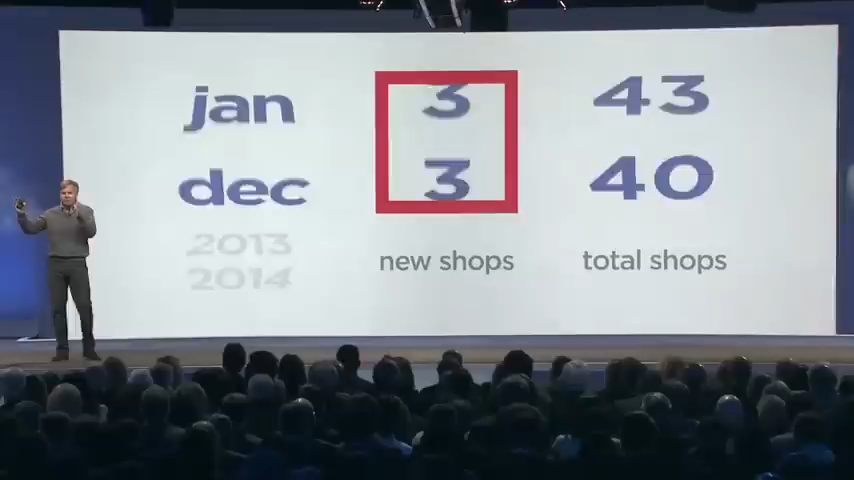 jan 3 43
dec 3 40
2013
2014
new shops total shops